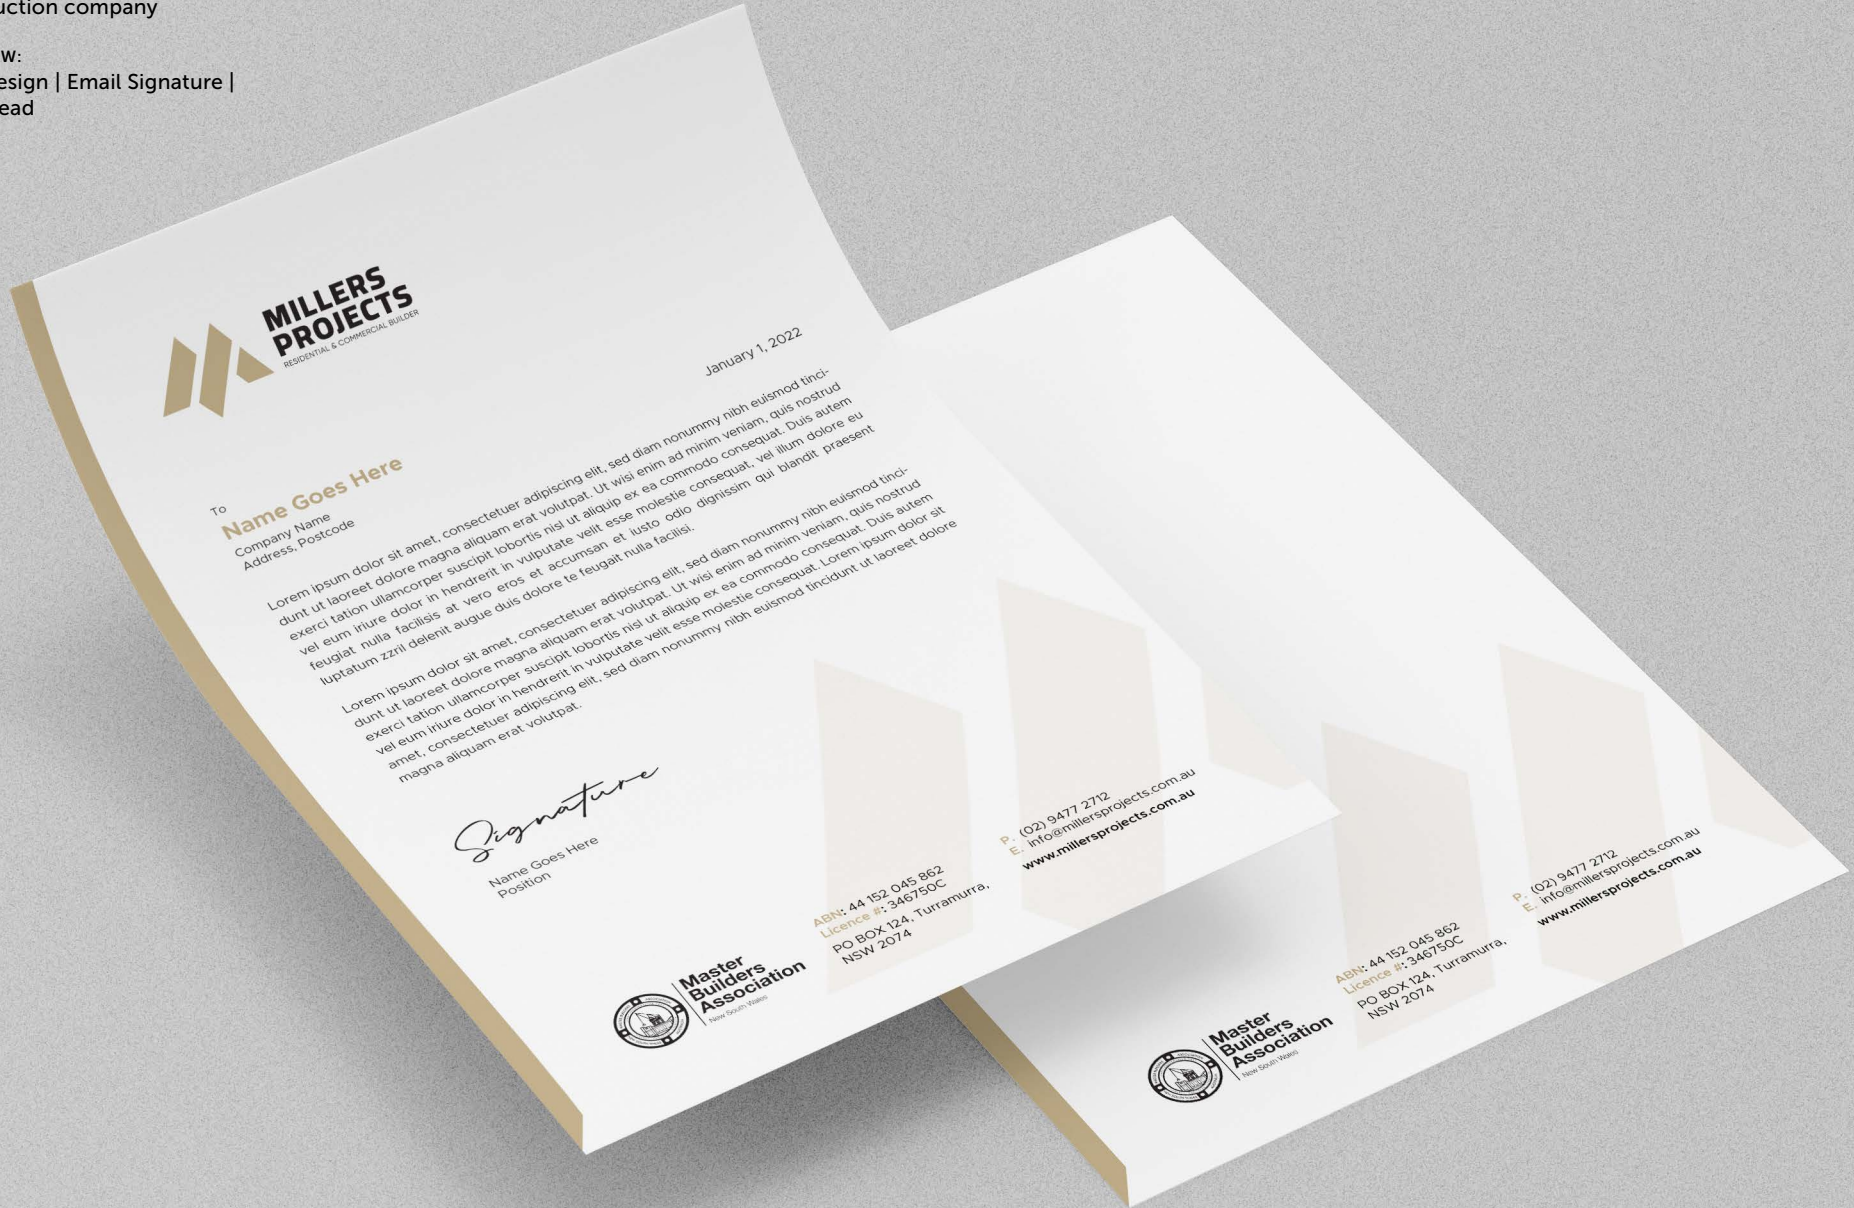 uction company
w:
esign | Email Signature |
ead
MILLERS
PROJECTS
RESIDENTIAL & COMMERCIAL BUILDER
January 1, 2022
To
Name Goes Here
Company Name
Address, Postcode
Lorem ipsum dolor sit amet, consectetuer adipiscing elit, sed diam nonummy nibh euismod tinci-
dunt ut laoreet dolore magna aliquam erat volutpat. Ut wisi enim ad minim veniam, quis nostrud
exerci tation ullamcorper suscipit lobortis nisl ut aliquip ex ea commodo consequat. Duis autem
vel eum iriure dolor in hendrerit in vulputate velit esse molestie consequat, vel illum dolore eu
feugiat nulla facilisis at vero eros et accumsan et iusto odio dignissim qui blandit praesent
luptatum zzril delenit augue duis dolore te feugait nulla facilisi.
Lorem ipsum dolor sit amet, consectetuer adipiscing elit, sed diam nonummy nibh euismod tinci-
dunt ut laoreet dolore magna aliquam erat volutpat. Ut wisi enim ad minim veniam, quis nostrud
exerci tation ullamcorper suscipit lobortis nisl ut aliquip ex ea commodo consequat. Duis autem
vel eum iriure dolor in hendrerit in vulputate velit esse molestie consequat. Lorem ipsum dolor sit
amet, consectetuer adipiscing elit, sed diam nonummy nibh euismod tincidunt ut laoreet dolore
magna aliquam erat volutpat.
Signature
Name Goes Here
Position
Master
Builders
Association
New South Wales
ABN: 44 152 045 862
Licence #: 346750C
PO BOX 124, Turramurra,
NSW 2074
P. (02) 9477 2712
E. info@millersprojects.com.au
www.millersprojects.com.au
Master
Builders
Association
New South Wales
ABN: 44 152 045 862
Licence #: 346750C
PO BOX 124, Turramurra,
NSW 2074
P. (02) 9477 2712
E. info@millersprojects.com.au
www.millersprojects.com.au